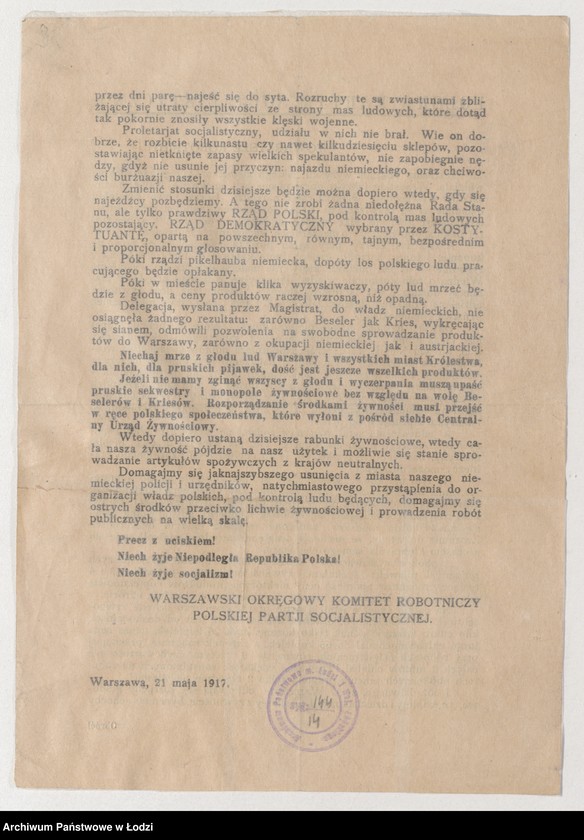 przez dni parę—najeść się do syta. Rozruchy te są zwiastunami zbli-
żającej się utraty cierpliwości ze strony mas ludowych, które dotąd
tak pokornie znosiły wszystkie klęski wojenne.
Proletarjat socjalistyczny, udziału w nich nie brał. Wie on do-
brze, że rozbicie kilkunastu czy nawet kilkudziesięciu sklepów, pozo-
stawiając nietknięte zapasy wielkich spekulantów, nie zapobiegnie nę-
dzy, gdyż nie usunie jej przyczyn: najazdu niemieckiego, oraz chciwo-
ści burżuazji naszej.
Zmienić stosunki dzisiejsze będzie można dopiero wtedy, gdy się
najeźdźcy pozbędziemy. A tego nie zrobi żadna niedołężna Rada Sta-
nu, ale tylko prawdziwy RZĄD POLSKI, pod kontrolą mas ludowych
pozostający. RZĄD DEMOKRATYCZNY wybrany przez KOSTY-
TUANTĘ, opartą na powszechnym, równym, tajnym, bezpośrednim
i proporcjonalnym głosowaniu.
Póki rządzi pikelhauba niemiecka, dopóty los polskiego ludu pra-
cującego będzie opłakany.
Póki w mieście panuje klika wyzyskiwaczy, póty lud mrzeć bę-
dzie z głodu, a ceny produktów raczej wzrosną, niż opadną.
Delegacja, wysłana przez Magistrat, do władz niemieckich, nie
osiągnęła żadnego rezultatu: zarówno Beseler jak Kries, wykręcając
się sianem, odmówili pozwolenia na swobodne sprowadzanie produk-
tów do Warszawy, zarówno z okupacji niemieckiej jak i austrjackiej.
Niechaj mrze z głodu lud Warszawy i wszystkich miast Królestwa,
dla nich, dla pruskich pijawek, dość jest jeszcze wszelkich produktów.
Jeżeli nie mamy zginąć wszyscy z głodu i wyczerpania muszą upaść
pruskie sekwestry i monopole żywnościowe bez względu na wolę Be-
selerów i Kriesów. Rozporządzanie środkami żywności musi przejść
w ręce polskiego społeczeństwa, które wyłoni z pośród siebie Central-
ny Urząd Żywnościowy.
Wtedy dopiero ustaną dzisiejsze rabunki żywnościowe, wtedy ca-
ła nasza żywność pójdzie na nasz użytek i możliwie się stanie spro-
wadzanie artykułów spożywczych z krajów neutralnych.
Domagajmy się jaknajszybszego usunięcia z miasta naszego nie-
mieckiej policji i urzędników, natychmiastowego przystąplenia do or-
ganizacji władz polskich, pod kontrolą ludu będących, domagajmy się
ostrych środków przeciwko lichwie żywnościowej i prowadzenia robót
publicznych na wielką skalę.
Precz z uciskiem!
Niech żyje Niepodległa Republika Polska!
Niech żyje socjalizm!
WARSZAWSKI OKRĘGOWY KOMITET ROBOTNICZY
POLSKIEJ PARTJI SOCJALISTYCZNEJ.
Warszawa, 21 maja 1917.
144
14
Archiwum Państwowe w Łodzi